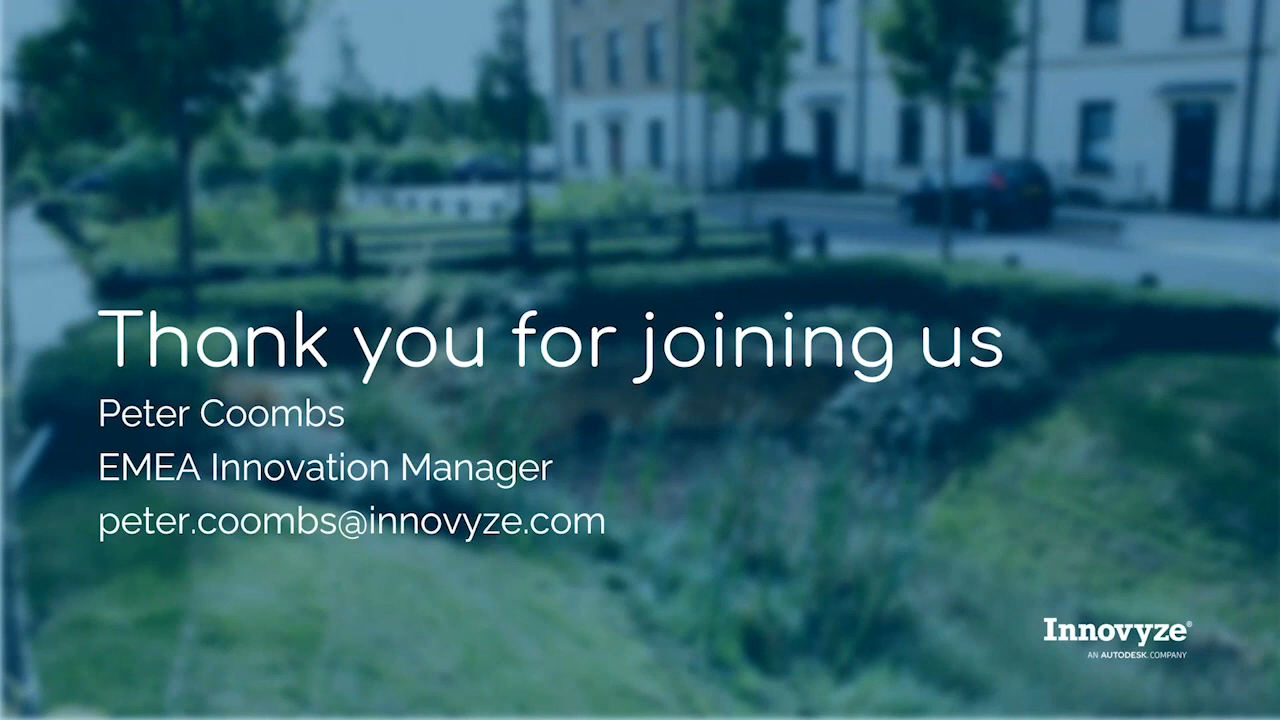 Thank you for joining us
Peter Coombs
EMEA Innovation Manager
peter.coombs@innovyze.com
Innovyze®
AN AUTODESK COMPANY